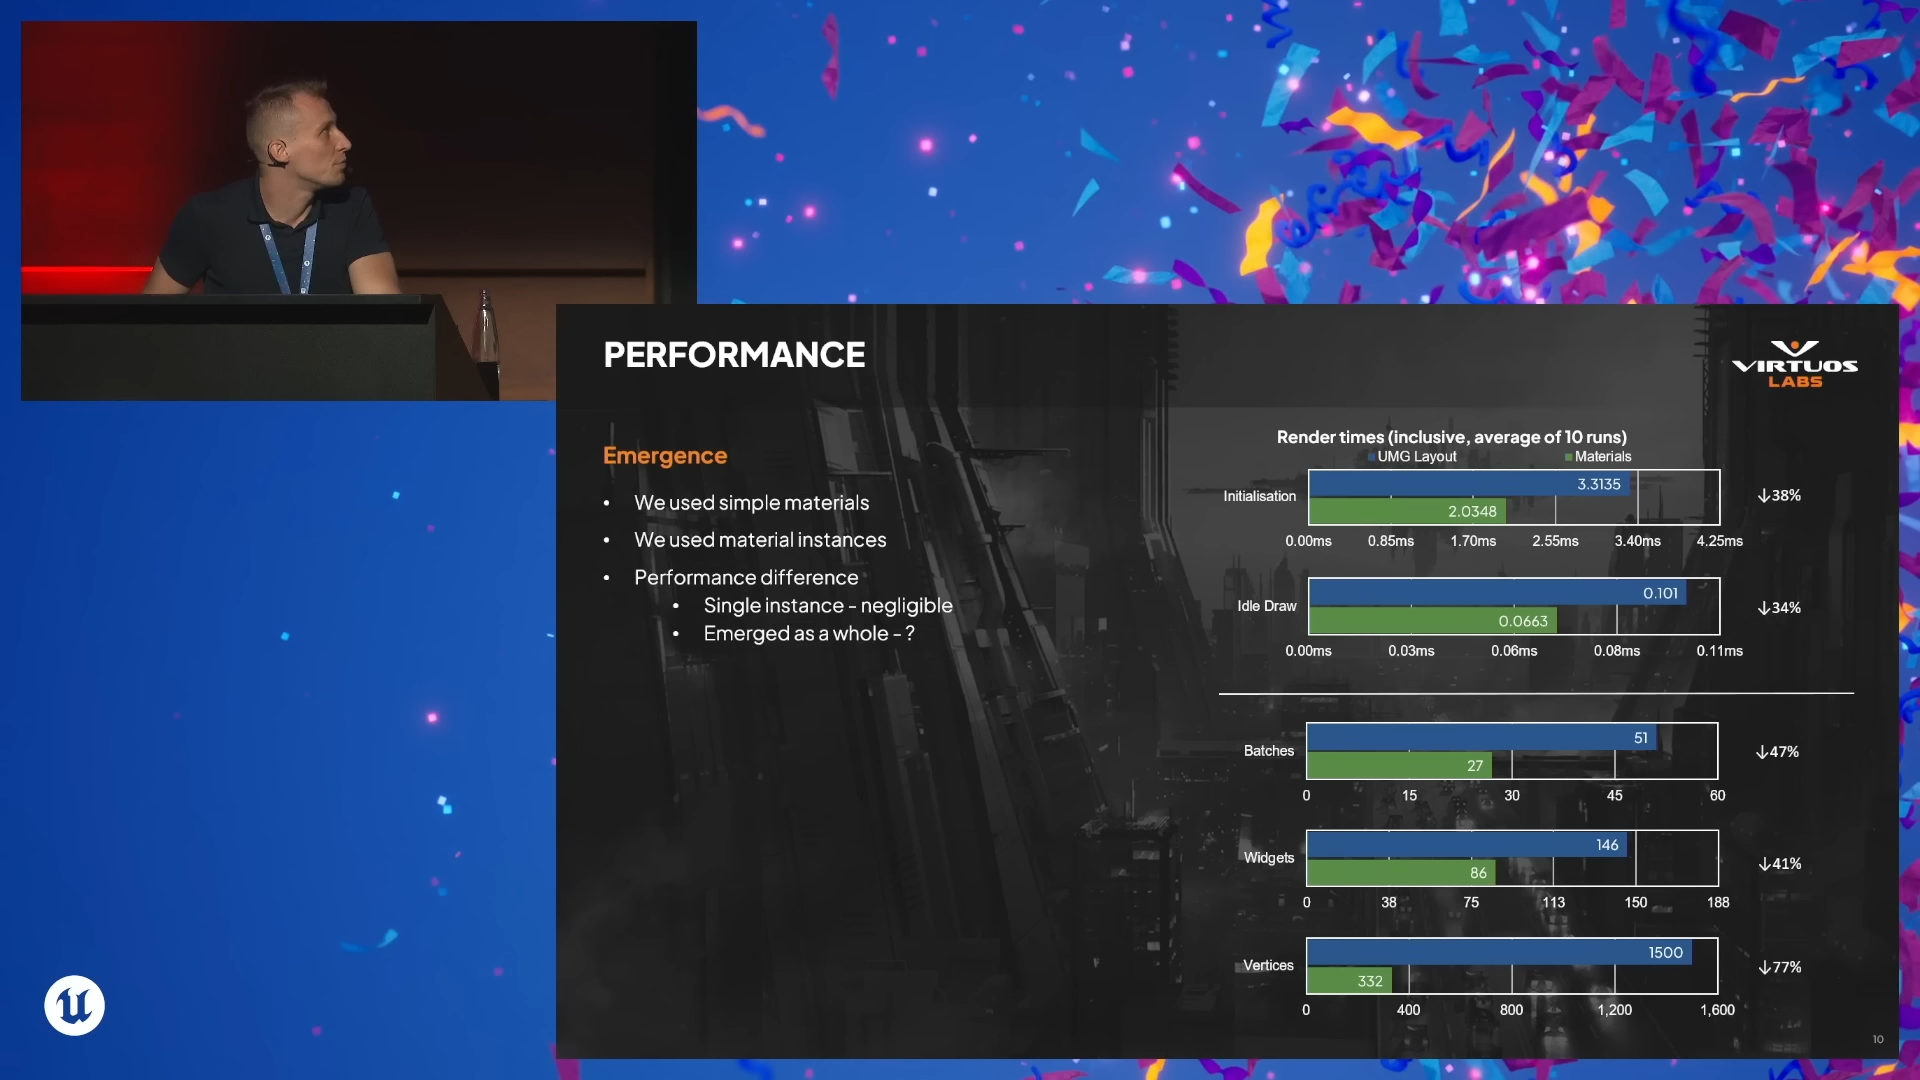 PERFORMANCE
VIRTUOS
LABS
Emergence
• We used simple materials
• We used material instances
• Performance difference
• Single instance - negligible
• Emerged as a whole - ?
Render times (inclusive, average of 10 runs)
UMG Layout Materials
Initialisation
3.3135
2.0348
↓38%
0.00ms 0.85ms 1.70ms 2.55ms 3.40ms 4.25ms
Idle Draw
0.101
0.0663
↓34%
0.00ms 0.03ms 0.06ms 0.08ms 0.11ms
Batches
51
27
↓47%
0 15 30 45 60
Widgets
146
86
↓41%
0 38 75 113 150 188
Vertices
1500
332
↓77%
0 400 800 1,200 1,600
10